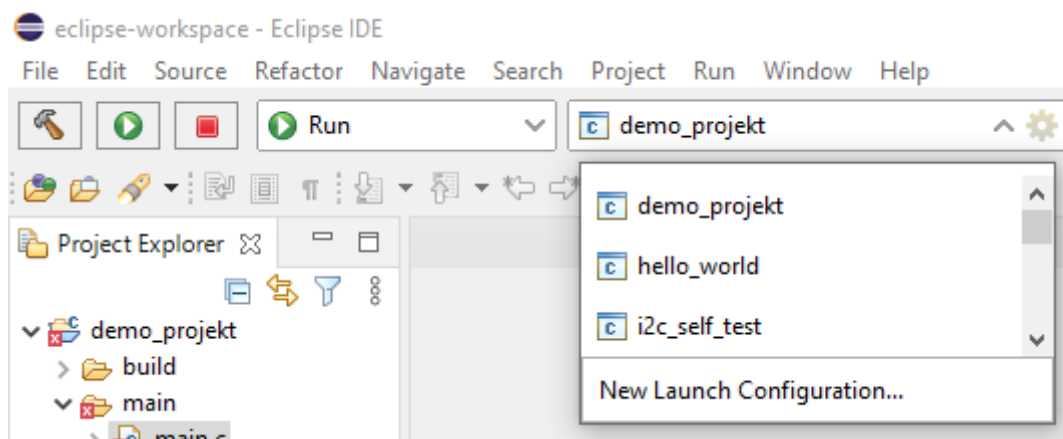 eclipse-workspace - Eclipse IDE
File Edit Source Refactor Navigate Search Project Run Window Help
Run
demo_projekt
demo_projekt
hello_world
i2c_self_test
New Launch Configuration...
Project Explorer
demo_projekt
build
main
main.c